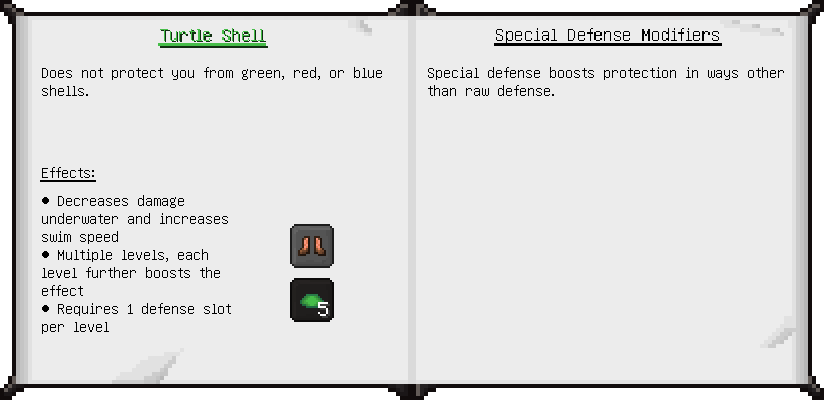 Turtle Shell
Does not protect you from green, red, or blue
shells.
Effects:
● Decreases damage
underwater and increases
swim speed
● Multiple levels, each
level further boosts the
effect
● Requires 1 defense slot
per level
5
Special Defense Modifiers
Special defense boosts protection in ways other
than raw defense.